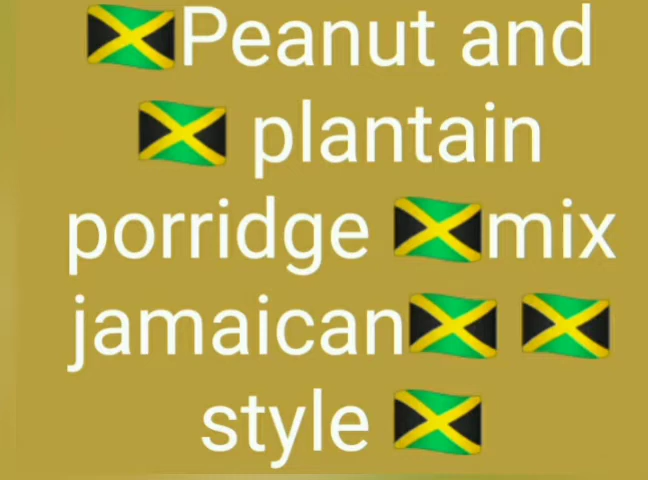 🇯🇲Peanut and
🇯🇲 plantain
porridge 🇯🇲mix
jamaican🇯🇲 🇯🇲
style 🇯🇲